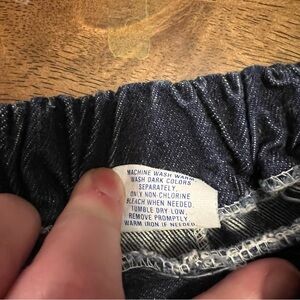 MACHINE WASH WARM
WASH DARK COLORS
SEPARATELY.
ONLY NON-CHLORINE
BLEACH WHEN NEEDED.
TUMBLE DRY-LOW.
REMOVE PROMPTLY.
WARM IRON IF NEEDED.